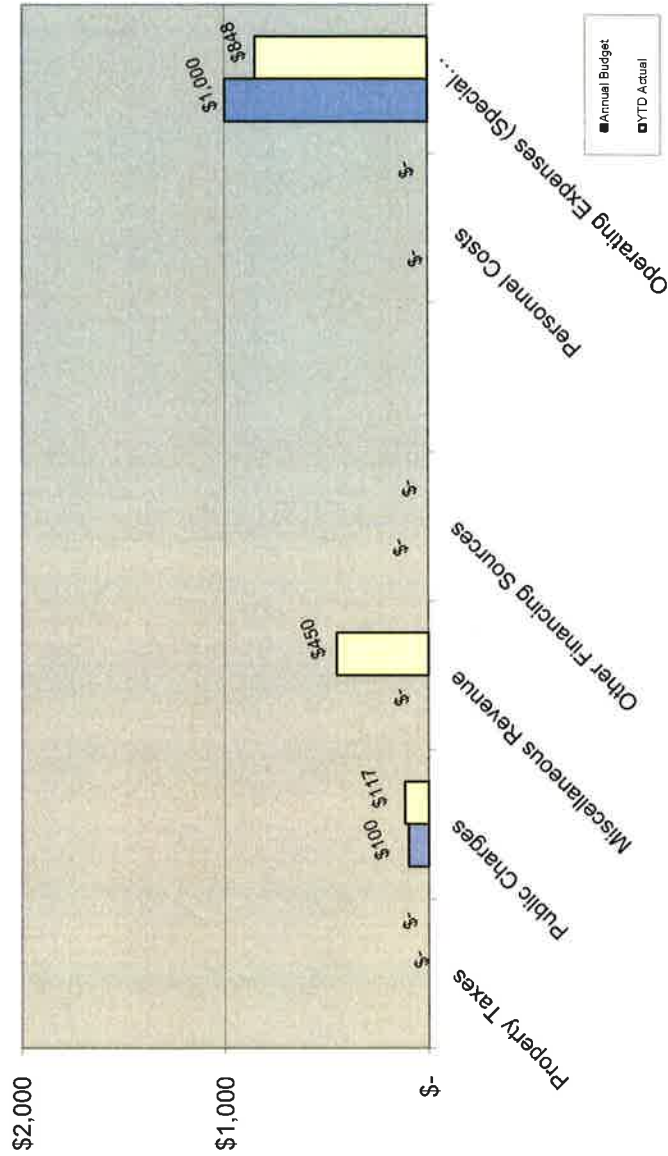 $2,000
$1,000
$-
$-
$-
$100
$117
$-
$450
$-
$-
$-
$-
$1,000
$848
Property Taxes
Public Charges
Miscellaneous Revenue
Other Financing Sources
Personnel Costs
Operating Expenses (Special...
Annual Budget
YTD Actual